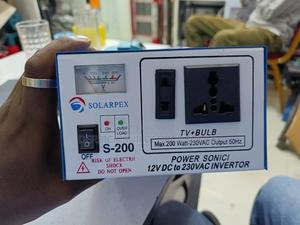 SOLARPEX
ON
OVER
LOAD
S-200
OFF
RISK OF ELECTRIC
SHOCK
DO NOT OPEN
TV+BULB
Max.200 Watt-230VAC Output 50Hz
POWER SONICI
12V DC to 230VAC INVERTOR